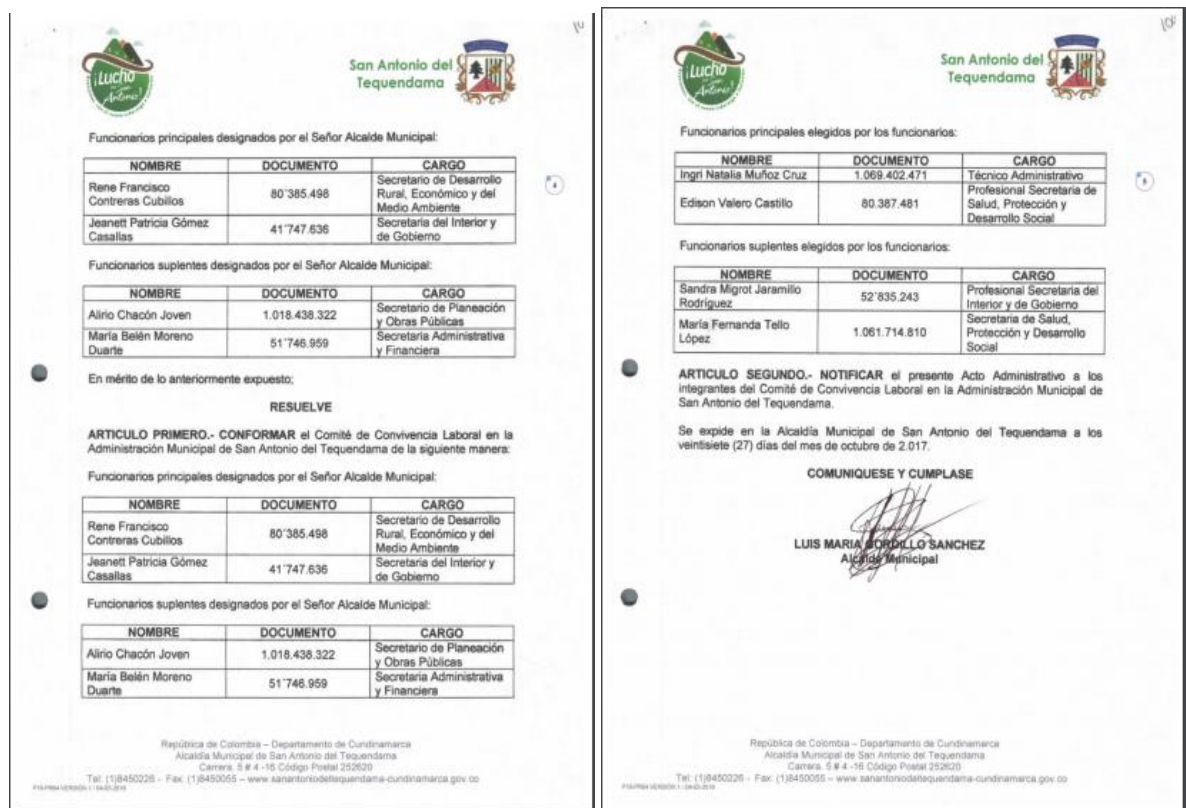 ¡Lucho
por San
Antonio!
San Antonio del
Tequendama
Funcionarios principales designados por el Señor Alcalde Municipal:
NOMBRE DOCUMENTO CARGO
Rene Francisco
Contreras Cubillos
80´385.498
Secretario de Desarrollo
Rural, Económico y del
Medio Ambiente
Jeanett Patricia Gómez
Casallas
41´747.636
Secretaria del Interior y
de Gobierno
Funcionarios suplentes designados por el Señor Alcalde Municipal:
NOMBRE DOCUMENTO CARGO
Alirio Chacón Joven
1.018.438.322
Secretario de Planeación
y Obras Públicas
María Belén Moreno
Duarte
51´746.959
Secretaria Administrativa
y Financiera
En mérito de lo anteriormente expuesto;
RESUELVE
ARTICULO PRIMERO.- CONFORMAR el Comité de Convivencia Laboral en la
Administración Municipal de San Antonio del Tequendama de la siguiente manera:
Funcionarios principales designados por el Señor Alcalde Municipal:
NOMBRE DOCUMENTO CARGO
Rene Francisco
Contreras Cubillos
80´385.498
Secretario de Desarrollo
Rural, Económico y del
Medio Ambiente
Jeanett Patricia Gómez
Casallas
41´747.636
Secretaria del Interior y
de Gobierno
Funcionarios suplentes designados por el Señor Alcalde Municipal:
NOMBRE DOCUMENTO CARGO
Alirio Chacón Joven
1.018.438.322
Secretario de Planeación
y Obras Públicas
María Belén Moreno
Duarte
51´746.959
Secretaria Administrativa
y Financiera
República de Colombia – Departamento de Cundinamarca
Alcaldía Municipal de San Antonio del Tequendama
Carrera. 5 # 4 -16 Código Postal 252620
Tel: (1)8450226 - Fax: (1)8450055 – www.sanantoniodeltequendama-cundinamarca.gov.co
¡Lucho
por San
Antonio!
San Antonio del
Tequendama
Funcionarios principales elegidos por los funcionarios:
NOMBRE DOCUMENTO CARGO
Ingri Natalia Muñoz Cruz 1.069.402.471 Técnico Administrativo
Edison Valero Castillo
80.387.481
Profesional Secretaria de
Salud, Protección y
Desarrollo Social
Funcionarios suplentes elegidos por los funcionarios:
NOMBRE DOCUMENTO CARGO
Sandra Migrot Jaramillo
Rodríguez
52´835.243
Profesional Secretaria del
Interior y de Gobierno
María Fernanda Tello
López
1.061.714.810
Secretaria de Salud,
Protección y Desarrollo
Social
ARTICULO SEGUNDO.- NOTIFICAR el presente Acto Administrativo a los
integrantes del Comité de Convivencia Laboral en la Administración Municipal de
San Antonio del Tequendama.
Se expide en la Alcaldía Municipal de San Antonio del Tequendama a los
veintisiete (27) días del mes de octubre de 2.017.
COMUNIQUESE Y CUMPLASE
LUIS MARIA GORDILLO SANCHEZ
Alcalde Municipal
República de Colombia – Departamento de Cundinamarca
Alcaldía Municipal de San Antonio del Tequendama
Carrera. 5 # 4 -16 Código Postal 252620
Tel: (1)8450226 - Fax: (1)8450055 – www.sanantoniodeltequendama-cundinamarca.gov.co